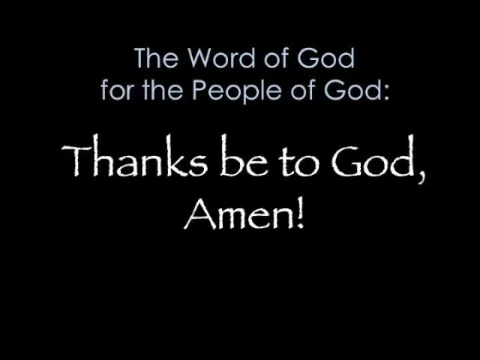 The Word of God
for the People of God:
Thanks be to God,
Amen!